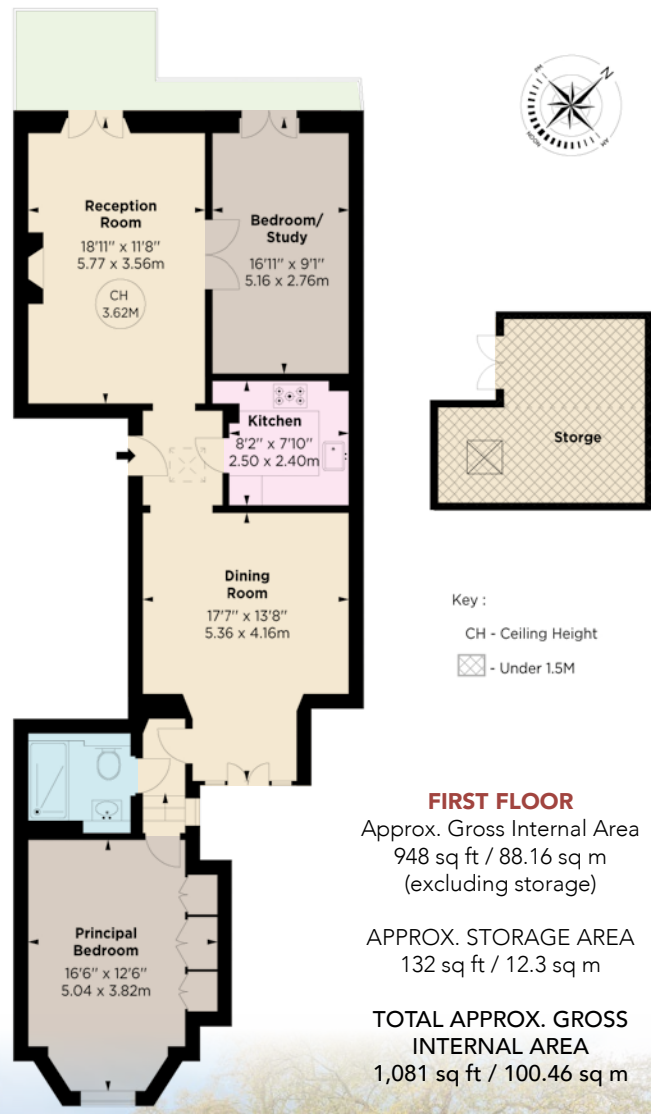 N
PM
NOON
AM
Reception
Room
18'11" x 11'8"
5.77 x 3.56m
CH
3.62M
Bedroom/
Study
16'11" x 9'1"
5.16 x 2.76m
Kitchen
8'2" x 7'10"
2.50 x 2.40m
Storge
Dining
Room
17'7" x 13'8"
5.36 x 4.16m
Key :
CH - Ceiling Height
- Under 1.5M
Principal
Bedroom
16'6" x 12'6"
5.04 x 3.82m
FIRST FLOOR
Approx. Gross Internal Area
948 sq ft / 88.16 sq m
(excluding storage)
APPROX. STORAGE AREA
132 sq ft / 12.3 sq m
TOTAL APPROX. GROSS
INTERNAL AREA
1,081 sq ft / 100.46 sq m